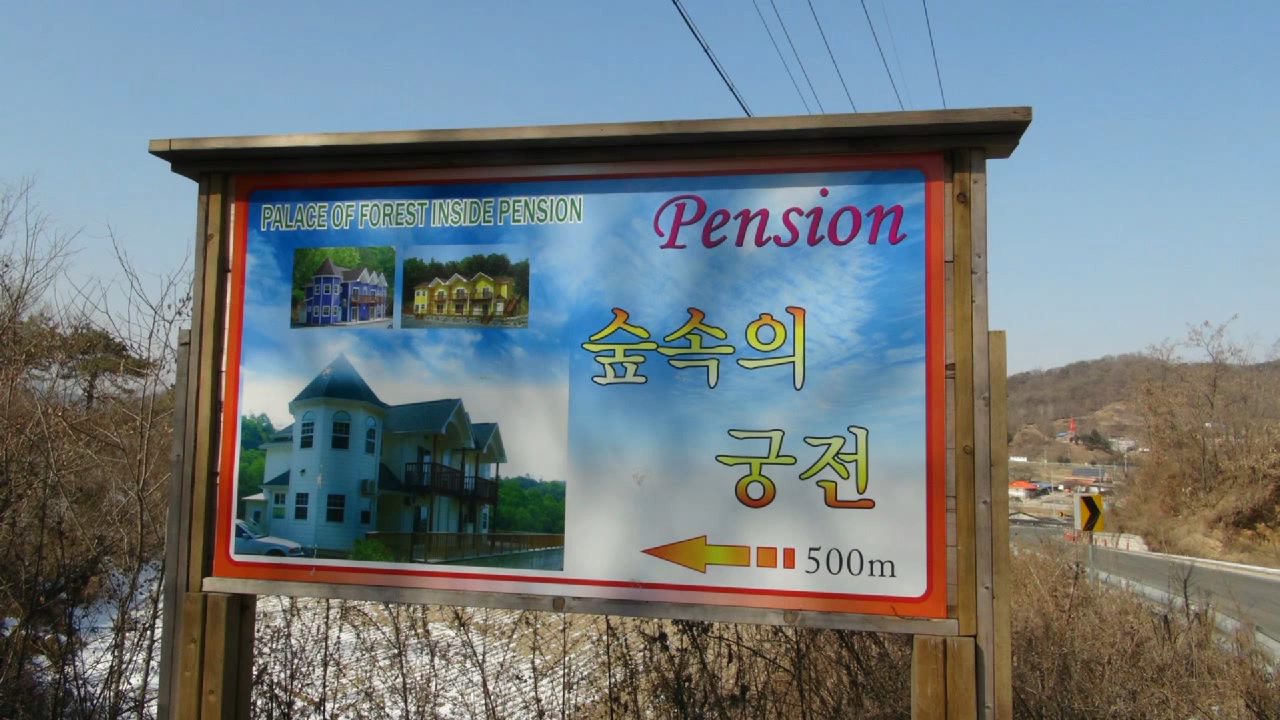 PALACE OF FOREST INSIDE PENSION
Pension
숲속의
궁전
500m